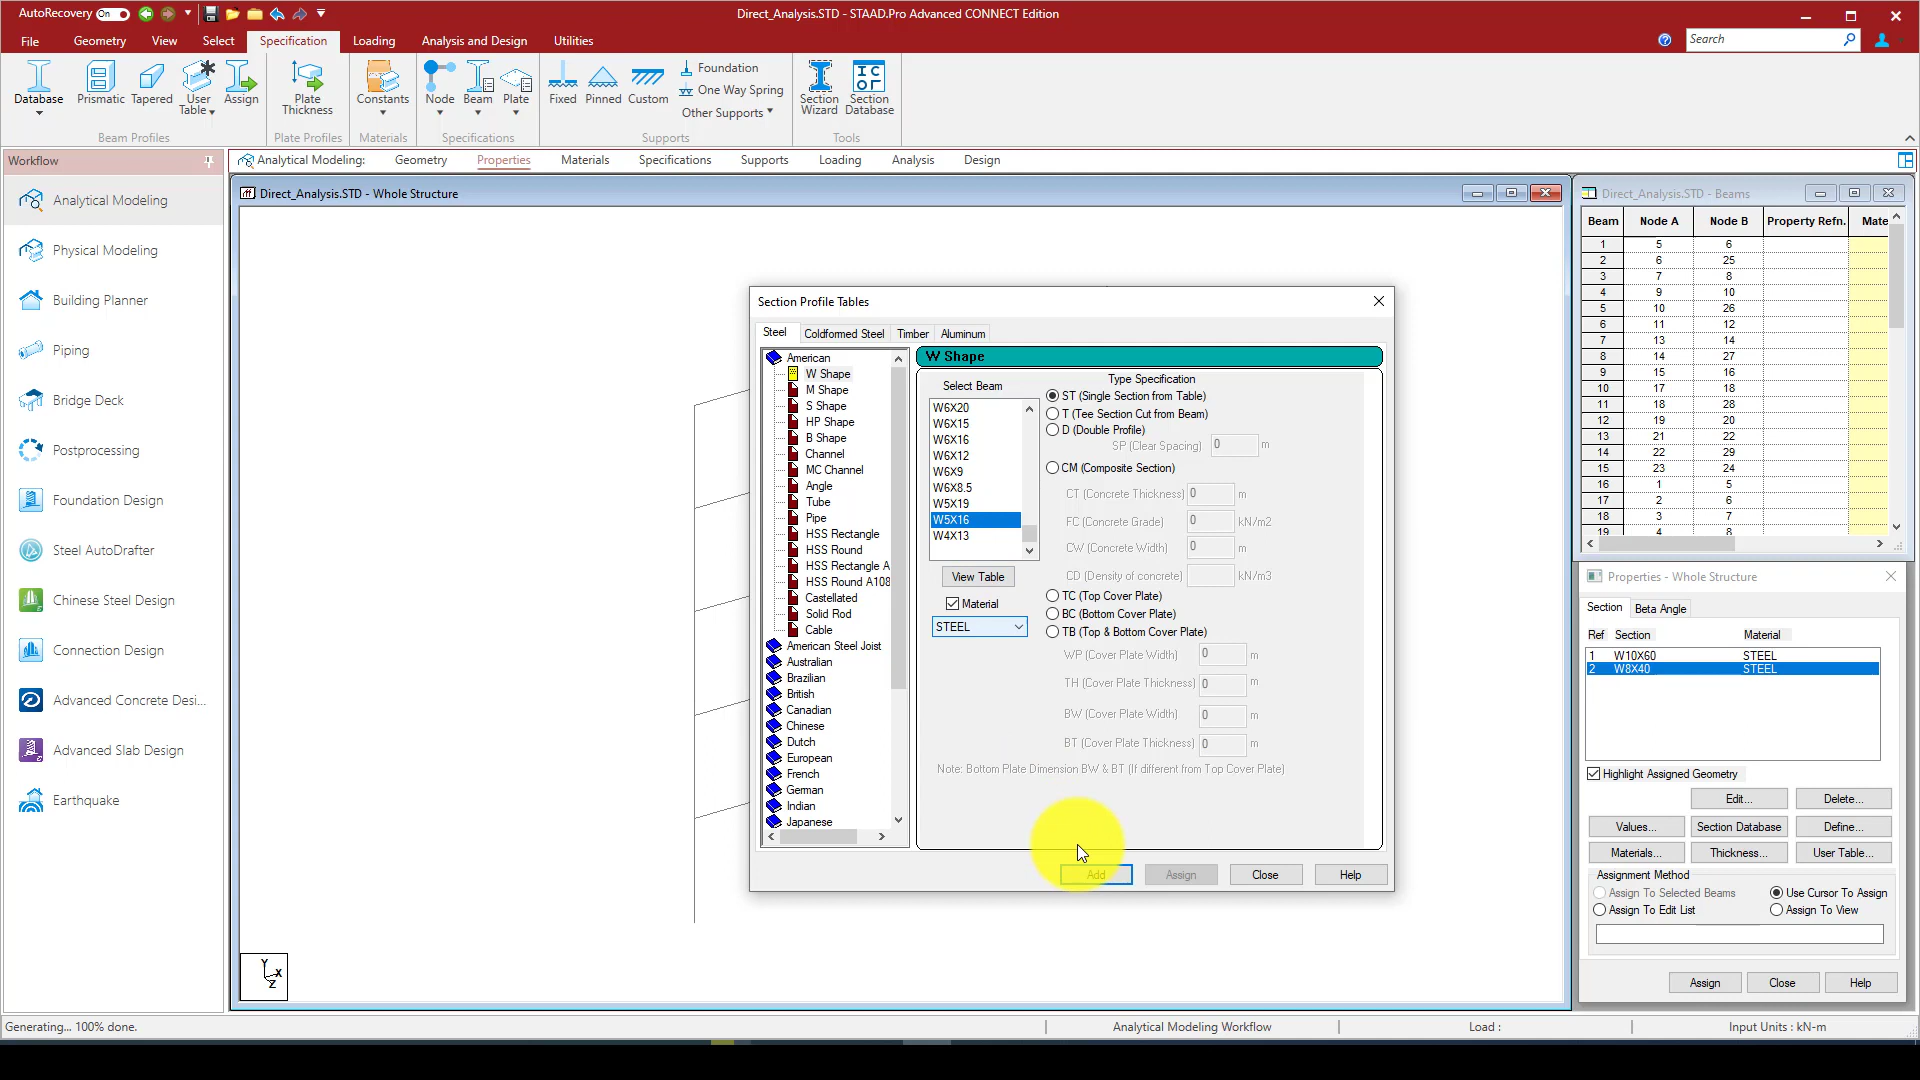 AutoRecovery On
Direct_Analysis.STD - STAAD.Pro Advanced CONNECT Edition
File Geometry View Select Specification Loading Analysis and Design Utilities
Search
Database Prismatic Tapered User Table Assign
Beam Profiles
Plate Thickness
Plate Profiles
Constants
Materials
Node Beam Plate
Specifications
Fixed Pinned Custom
Foundation
One Way Spring
Other Supports
Supports
Section Wizard
Section Database
Tools
Workflow
Analytical Modeling: Geometry Properties Materials Specifications Supports Loading Analysis Design
Analytical Modeling
Physical Modeling
Building Planner
Piping
Bridge Deck
Postprocessing
Foundation Design
Steel AutoDrafter
Chinese Steel Design
Connection Design
Advanced Concrete Desi...
Advanced Slab Design
Earthquake
Direct_Analysis.STD - Whole Structure
Y
X
Z
Section Profile Tables
Steel Coldformed Steel Timber Aluminum
American
W Shape
M Shape
S Shape
HP Shape
B Shape
Channel
MC Channel
Angle
Tube
Pipe
HSS Rectangle
HSS Round
HSS Rectangle A
HSS Round A108
Castellated
Solid Rod
Cable
American Steel Joist
Australian
Brazilian
British
Canadian
Chinese
Dutch
European
French
German
Indian
Japanese
W Shape
Select Beam
W6X20
W6X15
W6X16
W6X12
W6X9
W6X8.5
W5X19
W5X16
W4X13
View Table
Material
STEEL
Type Specification
ST (Single Section from Table)
T (Tee Section Cut from Beam)
D (Double Profile)
SP (Clear Spacing) 0 m
CM (Composite Section)
CT (Concrete Thickness) 0 m
FC (Concrete Grade) 0 kN/m2
CW (Concrete Width) 0 m
CD (Density of concrete) kN/m3
TC (Top Cover Plate)
BC (Bottom Cover Plate)
TB (Top & Bottom Cover Plate)
WP (Cover Plate Width) 0 m
TH (Cover Plate Thickness) 0 m
BW (Cover Plate Width) 0 m
BT (Cover Plate Thickness) 0 m
Note: Bottom Plate Dimension BW & BT (If different from Top Cover Plate)
Add Assign Close Help
Direct_Analysis.STD - Beams
Beam Node A Node B Property Refn. Mate
1 5 6
2 6 25
3 7 8
4 9 10
5 10 26
6 11 12
7 13 14
8 14 27
9 15 16
10 17 18
11 18 28
12 19 20
13 21 22
14 22 29
15 23 24
16 1 5
17 2 6
18 3 7
19 4 8
Properties - Whole Structure
Section Beta Angle
Ref Section Material
1 W10X60 STEEL
2 W8X40 STEEL
Highlight Assigned Geometry
Edit... Delete...
Values... Section Database Define...
Materials... Thickness... User Table...
Assignment Method
Assign To Selected Beams Use Cursor To Assign
Assign To Edit List Assign To View
Assign Close Help
Generating... 100% done.
Analytical Modeling Workflow
Load :
Input Units : kN-m